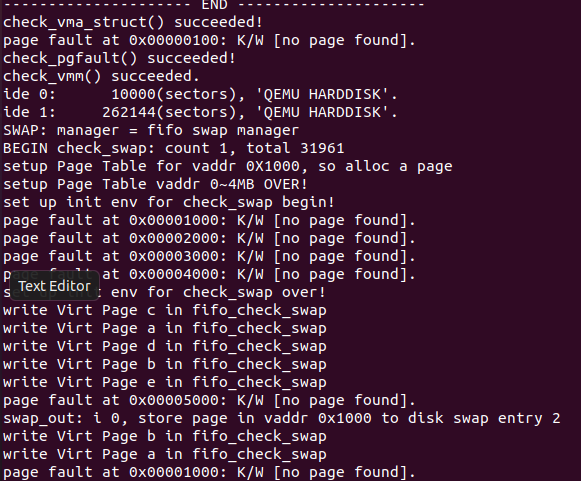 --------------------- END ---------------------
check_vma_struct() succeeded!
page fault at 0x00000100: K/W [no page found].
check_pgfault() succeeded!
check_vmm() succeeded.
ide 0:      10000(sectors), 'QEMU HARDDISK'.
ide 1:     262144(sectors), 'QEMU HARDDISK'.
SWAP: manager = fifo swap manager
BEGIN check_swap: count 1, total 31961
setup Page Table for vaddr 0X1000, so alloc a page
setup Page Table vaddr 0~4MB OVER!
set up init env for check_swap begin!
page fault at 0x00001000: K/W [no page found].
page fault at 0x00002000: K/W [no page found].
page fault at 0x00003000: K/W [no page found].
at 0x00004000: K/W [no page found].
Text Editor
env for check_swap over!
write Virt Page c in fifo_check_swap
write Virt Page a in fifo_check_swap
write Virt Page d in fifo_check_swap
write Virt Page b in fifo_check_swap
write Virt Page e in fifo_check_swap
page fault at 0x00005000: K/W [no page found].
swap_out: i 0, store page in vaddr 0x1000 to disk swap entry 2
write Virt Page b in fifo_check_swap
write Virt Page a in fifo_check_swap
page fault at 0x00001000: K/W [no page found].